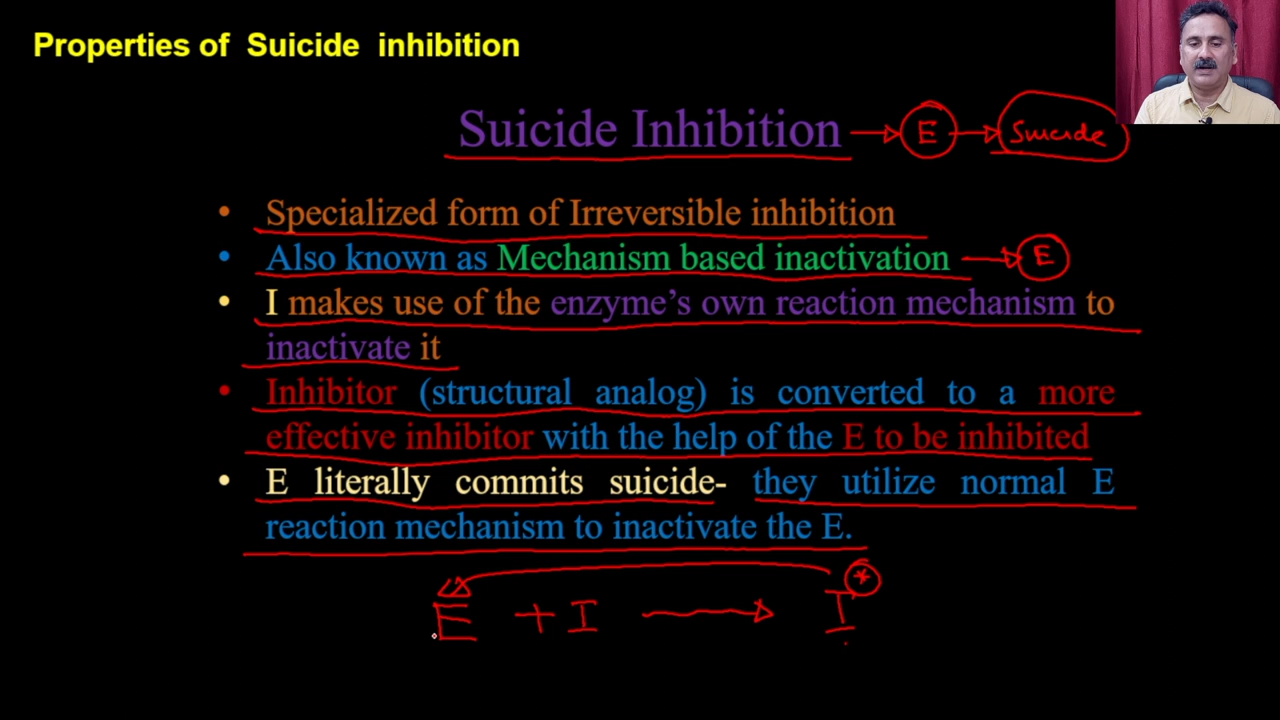 Properties of Suicide inhibition
Suicide Inhibition → E → Suicide
• Specialized form of Irreversible inhibition
• Also known as Mechanism based inactivation → E
• I makes use of the enzyme's own reaction mechanism to
inactivate it
• Inhibitor (structural analog) is converted to a more
effective inhibitor with the help of the E to be inhibited
• E literally commits suicide- they utilize normal E
reaction mechanism to inactivate the E.
E + I → I*